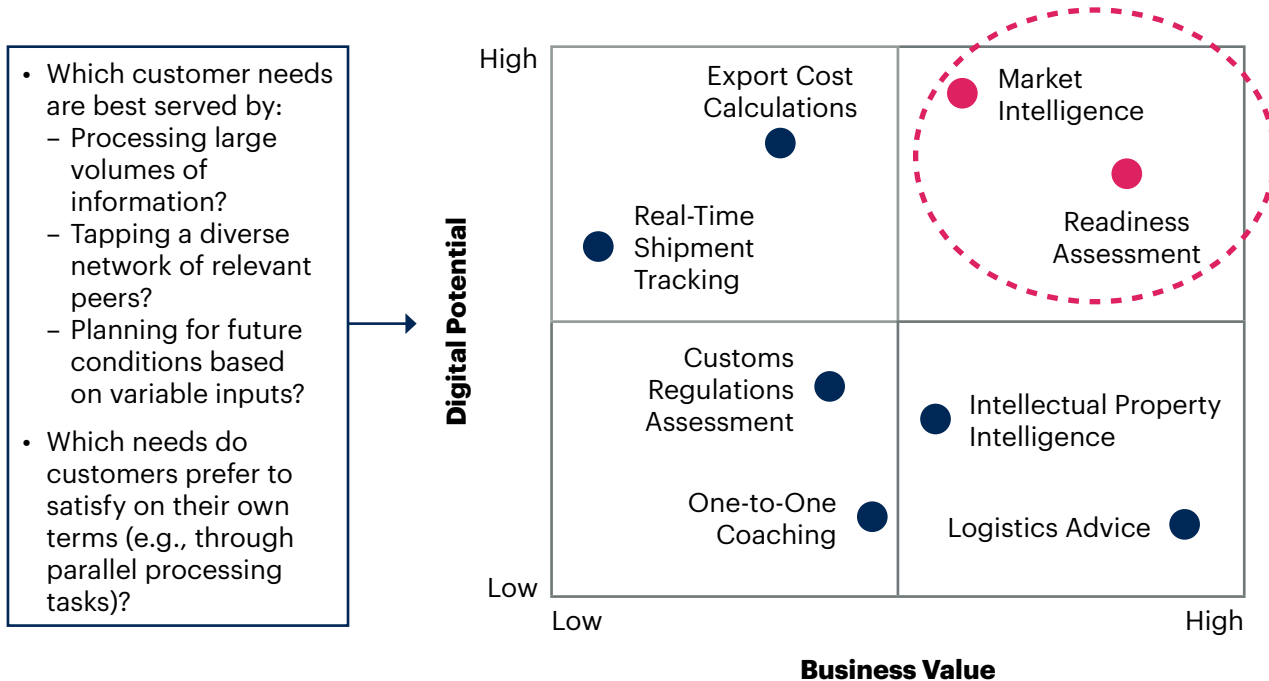 • Which customer needs
are best served by:
– Processing large
volumes of
information?
– Tapping a diverse
network of relevant
peers?
– Planning for future
conditions based
on variable inputs?
• Which needs do
customers prefer to
satisfy on their own
terms (e.g., through
parallel processing
tasks)?
Digital Potential
High
Low
Export Cost
Calculations
Real-Time
Shipment
Tracking
Market
Intelligence
Readiness
Assessment
Customs
Regulations
Assessment
One-to-One
Coaching
Intellectual Property
Intelligence
Logistics Advice
Low
High
Business Value